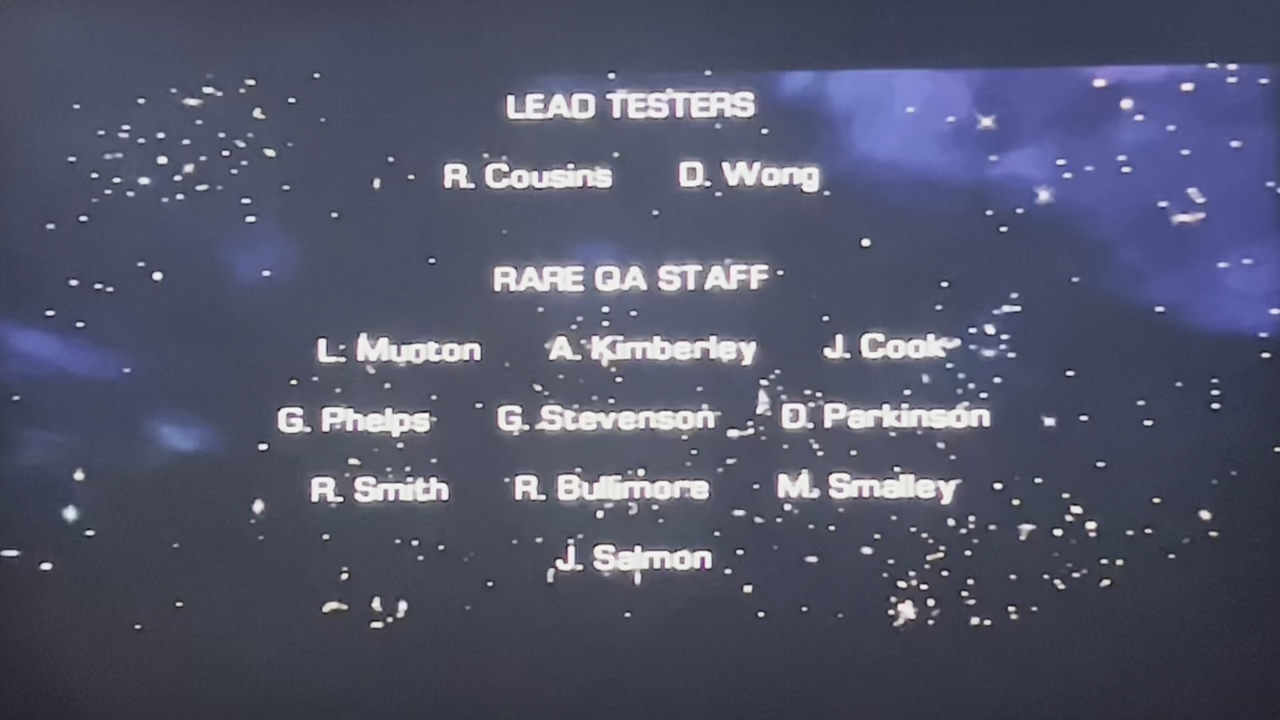 LEAD TESTERS
R. Cousins D. Wong
RARE QA STAFF
L. Muoton A. Kimberley J. Cook
G. Phelps G. Stevenson D. Parkinson
R. Smith R. Bullimore M. Smalley
J. Salmon